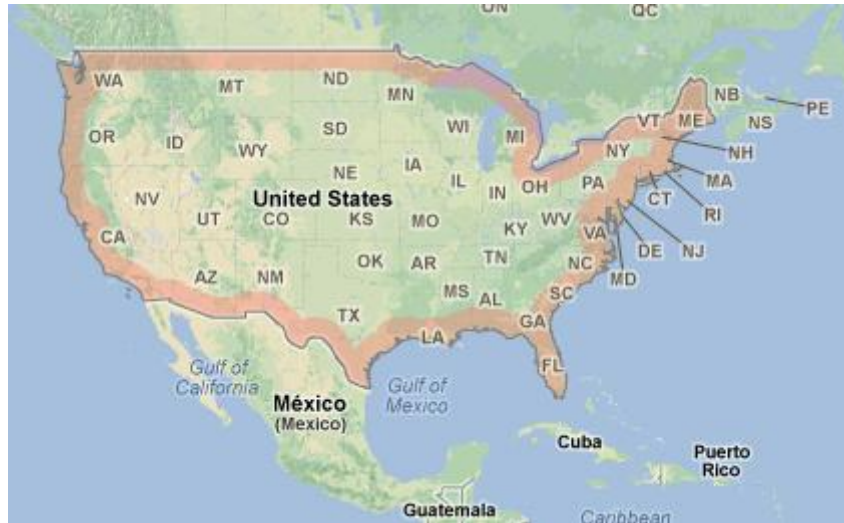 ON
QC
WA
MT
ND
MN
NB
PE
VT
ME
NS
OR
ID
SD
WI
MI
NY
NH
WY
IA
NE
IL
IN
OH
PA
MA
CT
RI
NV
United States
UT
CO
KS
MO
KY
WV
VA
DE
NJ
CA
AZ
NM
OK
AR
TN
NC
MD
MS
AL
SC
TX
LA
GA
FL
Gulf of
California
Gulf of
Mexico
México
(Mexico)
Cuba
Puerto
Rico
Guatemala
Caribbean